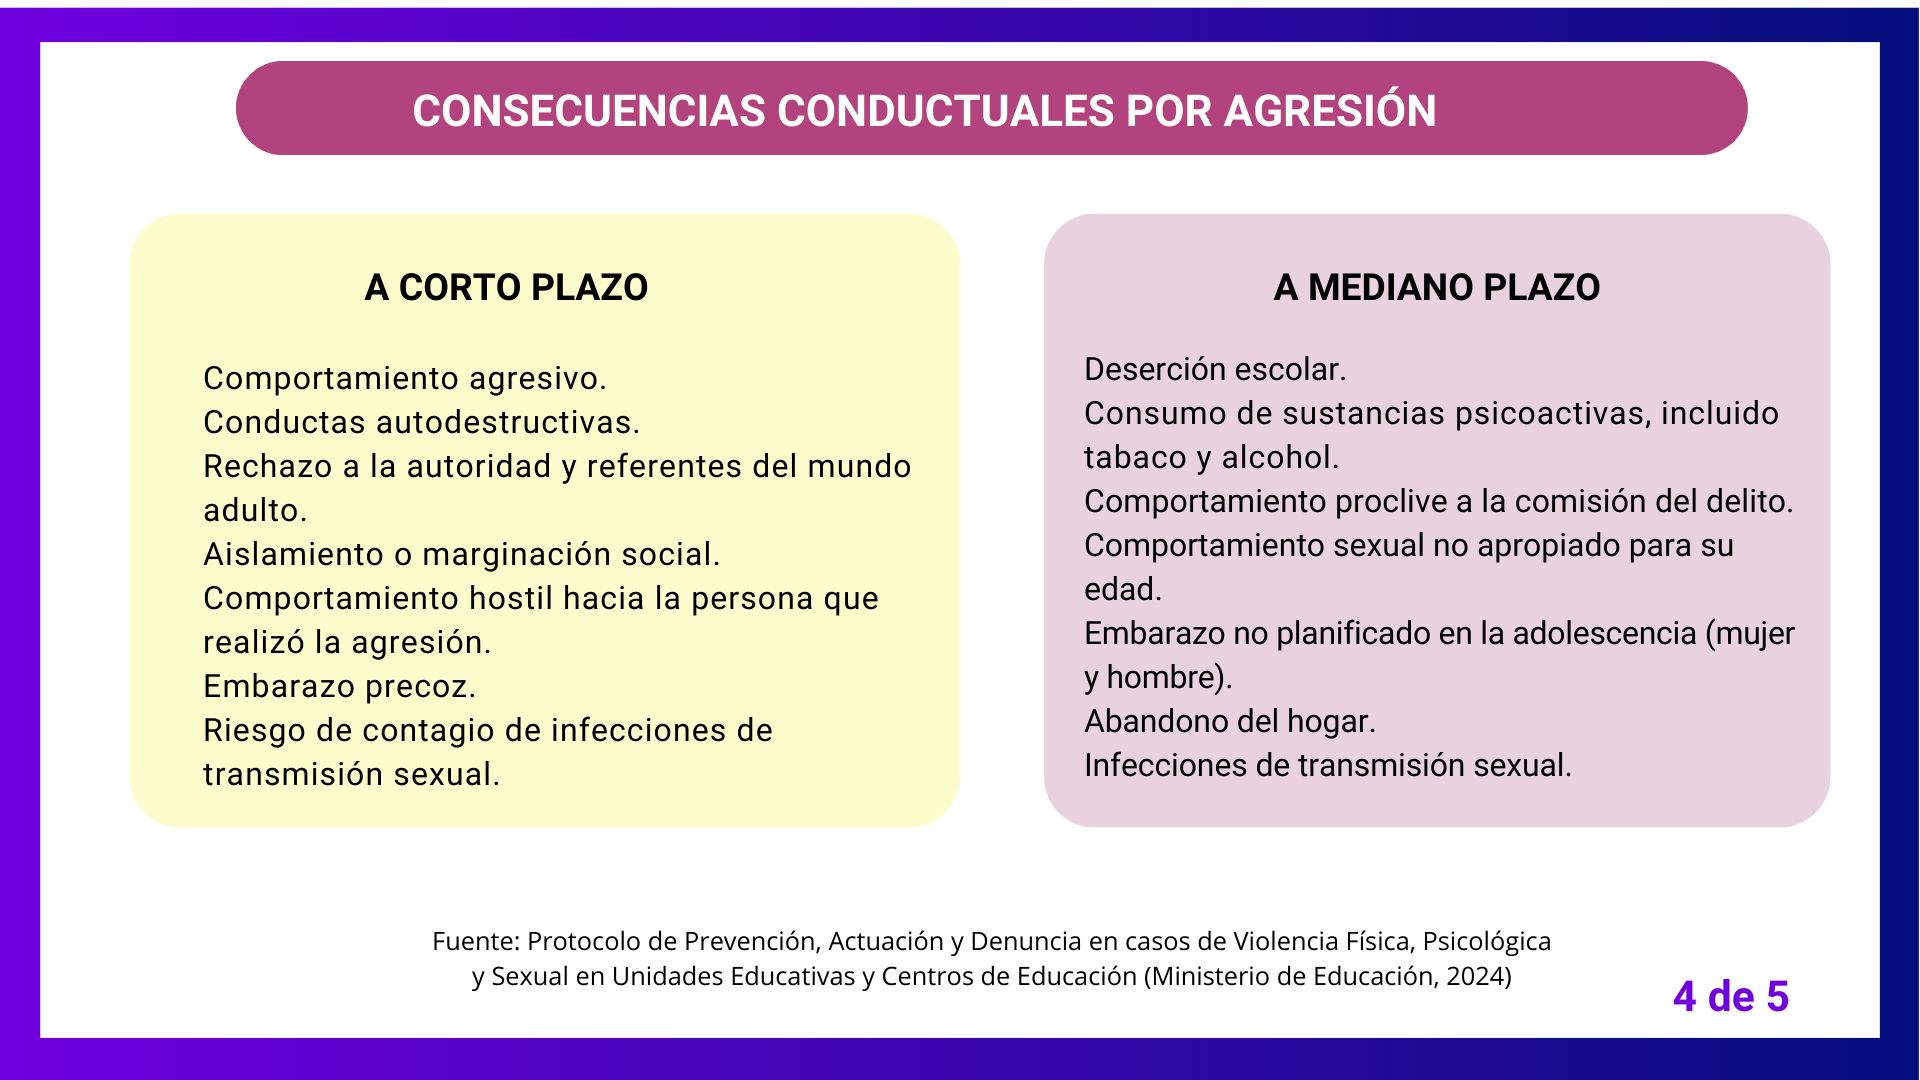 CONSECUENCIAS CONDUCTUALES POR AGRESIÓN
A CORTO PLAZO
Comportamiento agresivo.
Conductas autodestructivas.
Rechazo a la autoridad y referentes del mundo
adulto.
Aislamiento o marginación social.
Comportamiento hostil hacia la persona que
realizó la agresión.
Embarazo precoz.
Riesgo de contagio de infecciones de
transmisión sexual.
A MEDIANO PLAZO
Deserción escolar.
Consumo de sustancias psicoactivas, incluido
tabaco y alcohol.
Comportamiento proclive a la comisión del delito.
Comportamiento sexual no apropiado para su
edad.
Embarazo no planificado en la adolescencia (mujer
y hombre).
Abandono del hogar.
Infecciones de transmisión sexual.
Fuente: Protocolo de Prevención, Actuación y Denuncia en casos de Violencia Física, Psicológica
y Sexual en Unidades Educativas y Centros de Educación (Ministerio de Educación, 2024)
4 de 5